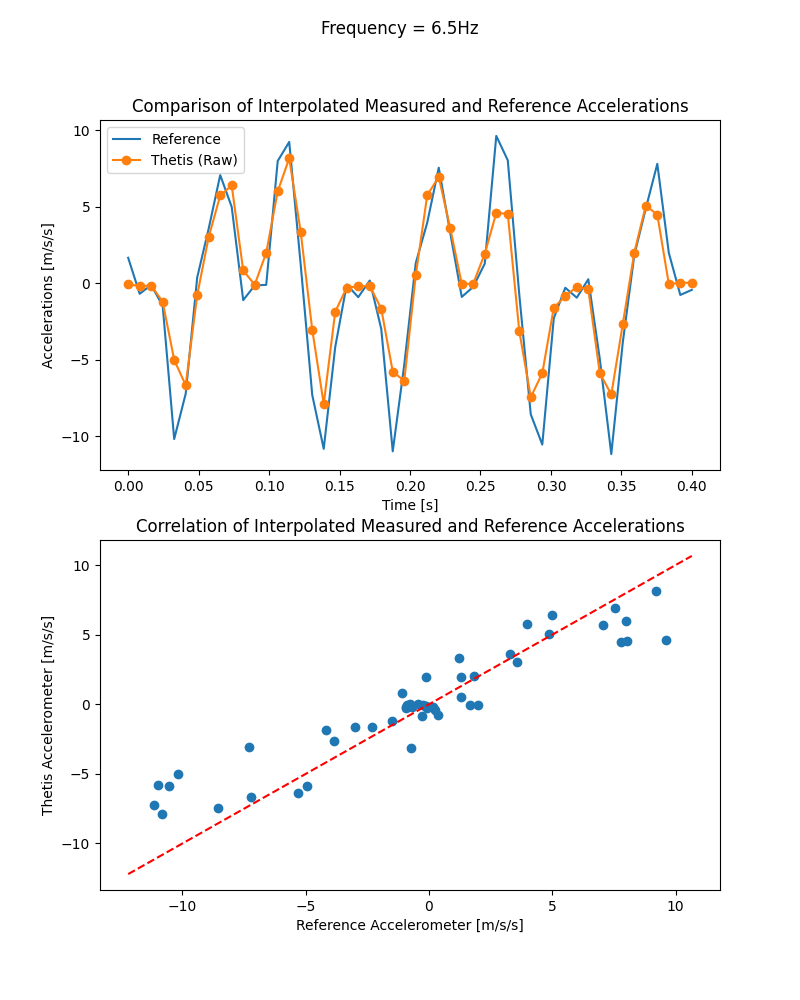 Frequency = 6.5Hz
Comparison of Interpolated Measured and Reference Accelerations
Reference
Thetis (Raw)
10
5
0
−5
−10
Accelerations [m/s/s]
0.00 0.05 0.10 0.15 0.20 0.25 0.30 0.35 0.40
Time [s]
Correlation of Interpolated Measured and Reference Accelerations
10
5
0
−5
−10
Thetis Accelerometer [m/s/s]
−10 −5 0 5 10
Reference Accelerometer [m/s/s]